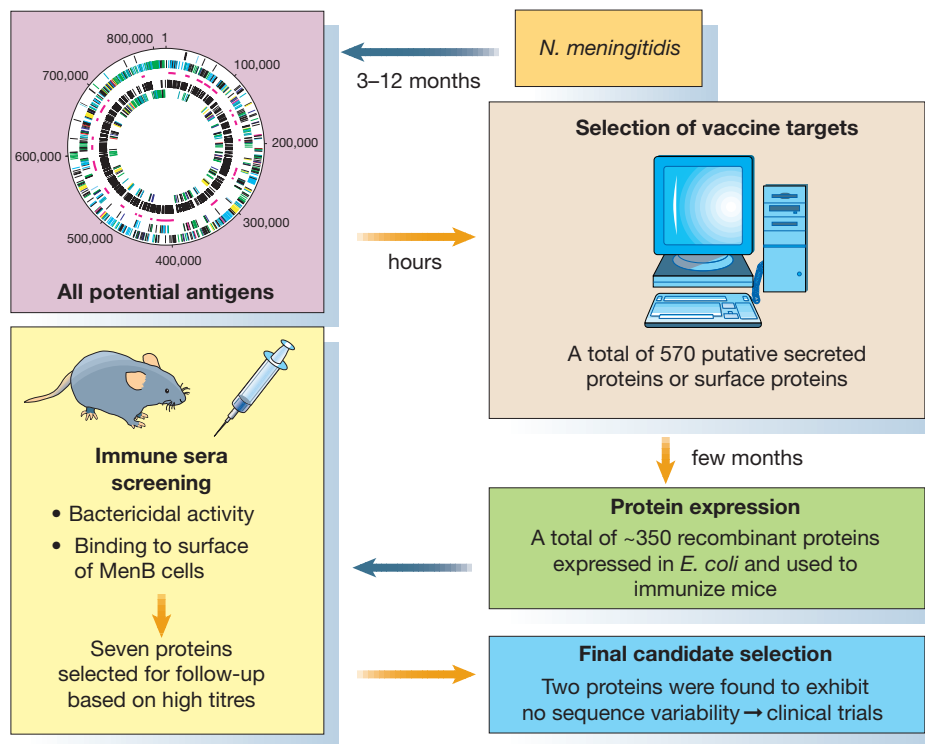 N. meningitidis
3–12 months
800,000
1
100,000
200,000
300,000
400,000
500,000
600,000
700,000
All potential antigens
hours
Selection of vaccine targets
A total of 570 putative secreted
proteins or surface proteins
few months
Protein expression
A total of ~350 recombinant proteins
expressed in E. coli and used to
immunize mice
Immune sera
screening
• Bactericidal activity
• Binding to surface
of MenB cells
Seven proteins
selected for follow-up
based on high titres
Final candidate selection
Two proteins were found to exhibit
no sequence variability → clinical trials